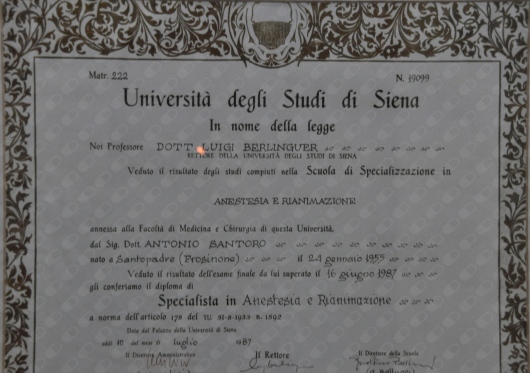 Matr. 222 N. 19099
Università degli Studi di Siena
In nome della legge
Noi Professore DOTT. LUIGI BERLINGUER
RETTORE DELLA UNIVERSITÀ DEGLI STUDI DI SIENA
Veduto il risultato degli studi compiuti nella Scuola di Specializzazione in
ANESTESIA E RIANIMAZIONE
annessa alla Facoltà di Medicina e Chirurgia di questa Università,
dal Sig. Dott. ANTONIO SANTORO
nato a Santopadre (Frosinone) il 24 gennaio 1955
Veduto il risultato dell'esame finale da lui superato il 16 giugno 1987
gli conferiamo il diploma di
Specialista in Anestesia e Rianimazione
a norma dell'articolo 178 del TU 31-8-1933 n. 1592
Dato dal Palazzo della Università di Siena
addì 10 del mese di luglio 1987
Il Direttore Amministrativo Il Rettore Il Direttore della Scuola